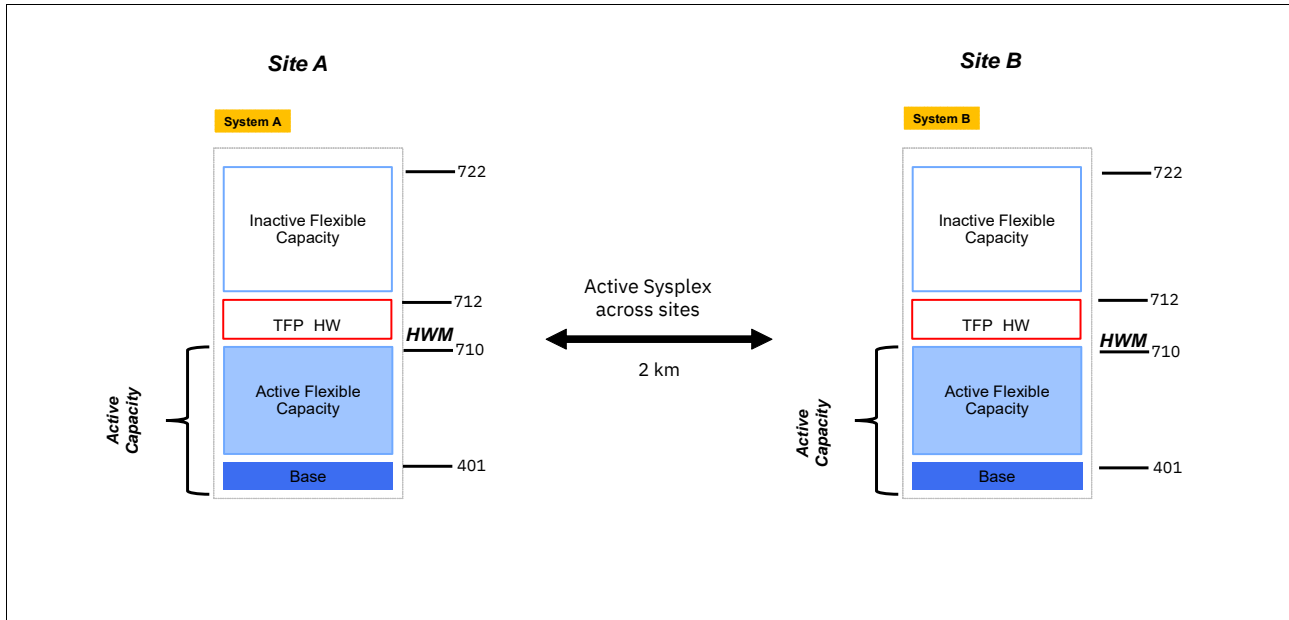 Site A
System A
722
Inactive Flexible
Capacity
712
TFP HW
HWM
710
Active Flexible
Capacity
Active
Capacity
401
Base
Active Sysplex
across sites
2 km
Site B
System B
722
Inactive Flexible
Capacity
712
TFP HW
HWM
710
Active Flexible
Capacity
Active
Capacity
401
Base